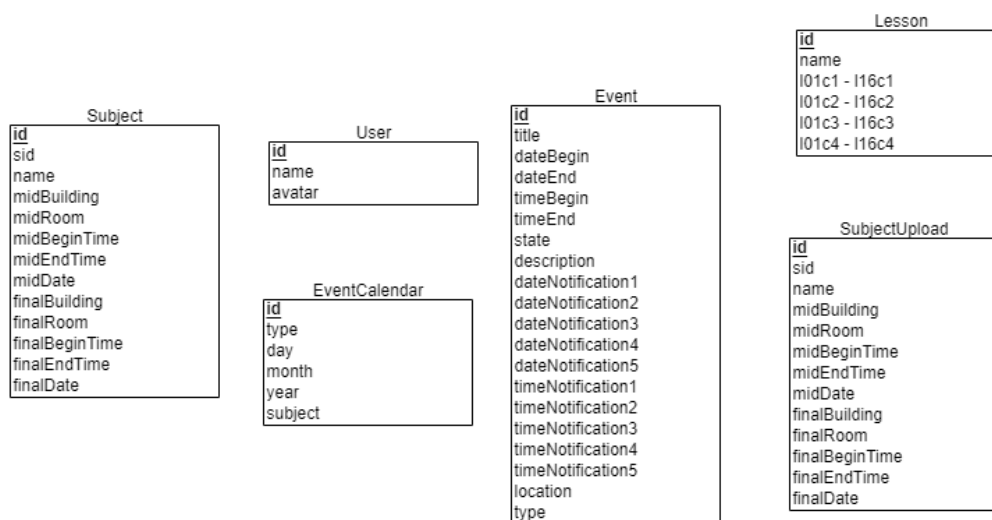 Subject
id
sid
name
midBuilding
midRoom
midBeginTime
midEndTime
midDate
finalBuilding
finalRoom
finalBeginTime
finalEndTime
finalDate
User
id
name
avatar
EventCalendar
id
type
day
month
year
subject
Event
id
title
dateBegin
dateEnd
timeBegin
timeEnd
state
description
dateNotification1
dateNotification2
dateNotification3
dateNotification4
dateNotification5
timeNotification1
timeNotification2
timeNotification3
timeNotification4
timeNotification5
location
type
Lesson
id
name
l01c1 - l16c1
l01c2 - l16c2
l01c3 - l16c3
l01c4 - l16c4
SubjectUpload
id
sid
name
midBuilding
midRoom
midBeginTime
midEndTime
midDate
finalBuilding
finalRoom
finalBeginTime
finalEndTime
finalDate